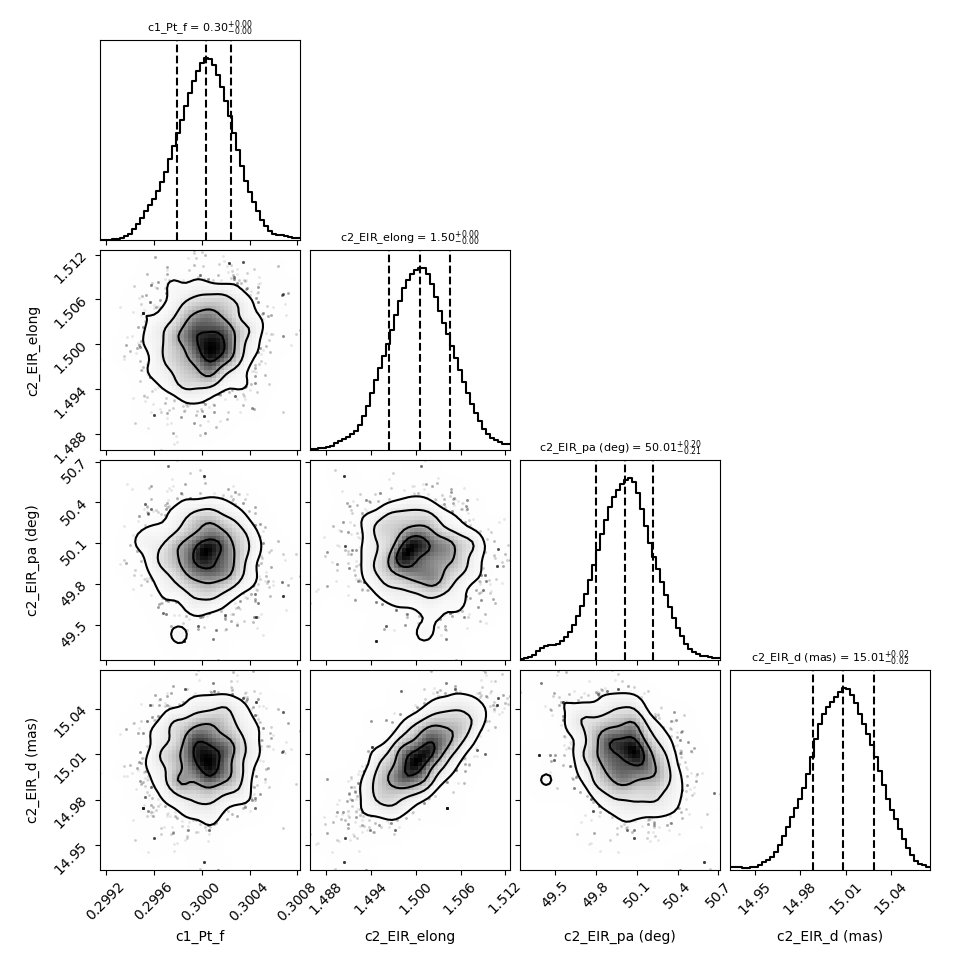 c1_Pt_f = 0.30+0.00−0.00
c2_EIR_elong = 1.50+0.00−0.00
c2_EIR_pa (deg) = 50.01+0.20−0.21
c2_EIR_d (mas) = 15.01+0.02−0.02
c2_EIR_elong
1.512
1.506
1.500
1.494
1.488
c2_EIR_pa (deg)
50.7
50.4
50.1
49.8
49.5
c2_EIR_d (mas)
15.04
15.01
14.98
14.95
0.2992 0.2996 0.3000 0.3004 0.3008
1.488 1.494 1.500 1.506 1.512
49.5 49.8 50.1 50.4 50.7
14.95 14.98 15.01 15.04
c1_Pt_f c2_EIR_elong c2_EIR_pa (deg) c2_EIR_d (mas)